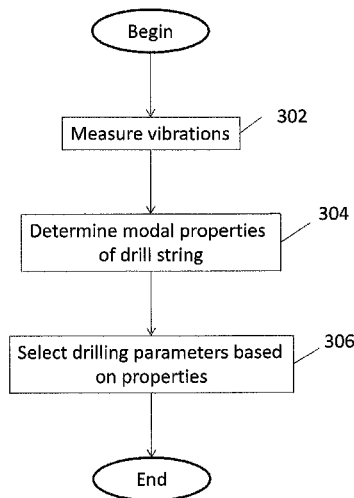 Begin
Measure vibrations
302
Determine modal properties
of drill string
304
Select drilling parameters based
on properties
306
End